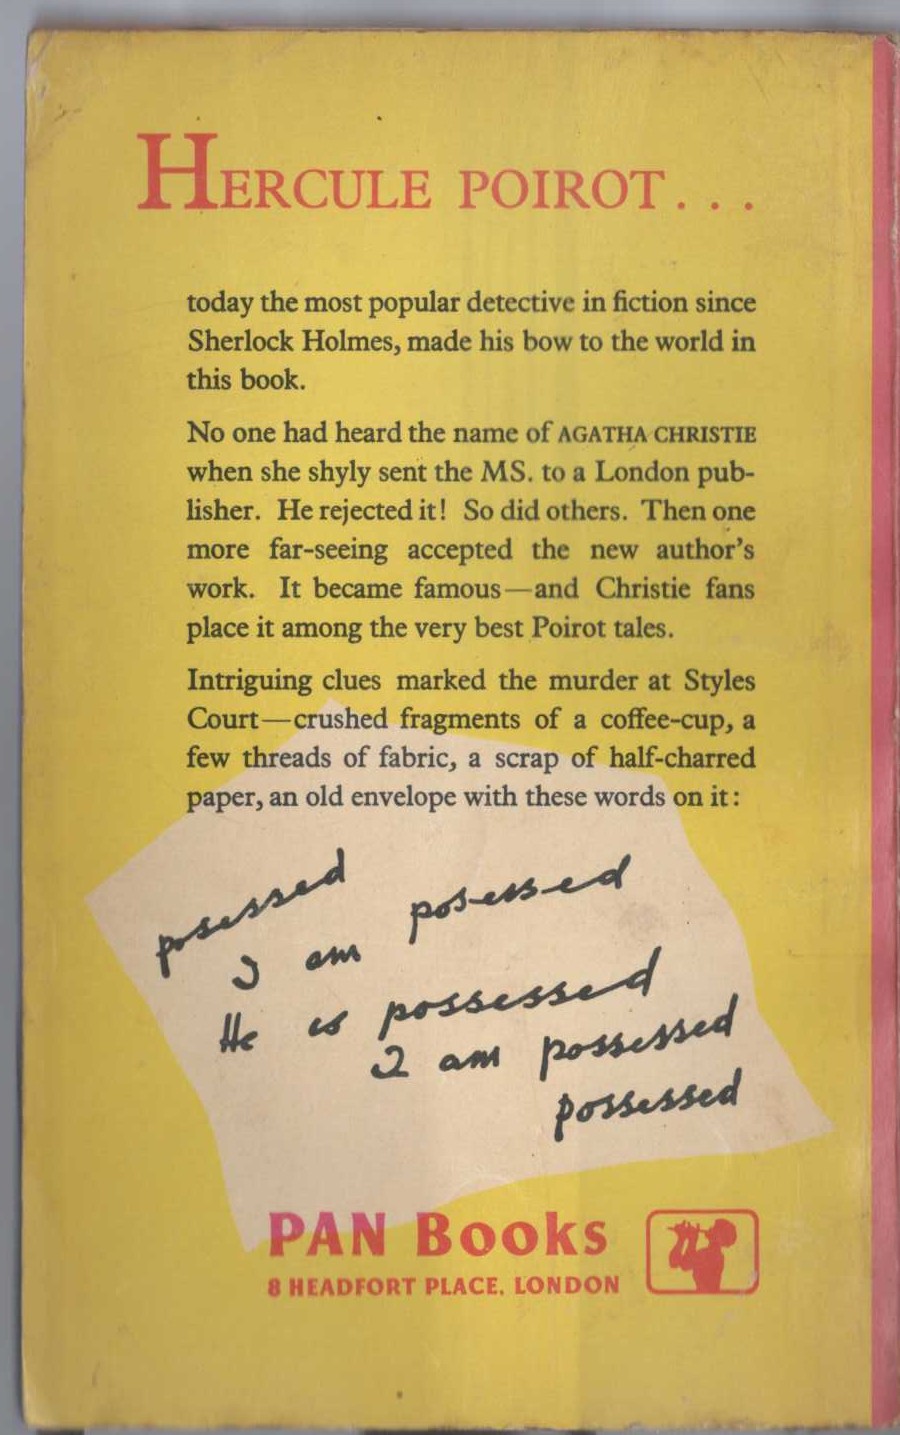 HERCULE POIROT...
today the most popular detective in fiction since
Sherlock Holmes, made his bow to the world in
this book.
No one had heard the name of AGATHA CHRISTIE
when she shyly sent the MS. to a London pub-
lisher. He rejected it! So did others. Then one
more far-seeing accepted the new author's
work. It became famous—and Christie fans
place it among the very best Poirot tales.
Intriguing clues marked the murder at Styles
Court—crushed fragments of a coffee-cup, a
few threads of fabric, a scrap of half-charred
paper, an old envelope with these words on it:
posessed
I am posessed
He is possessed
I am possessed
possessed
PAN Books
8 HEADFORT PLACE, LONDON